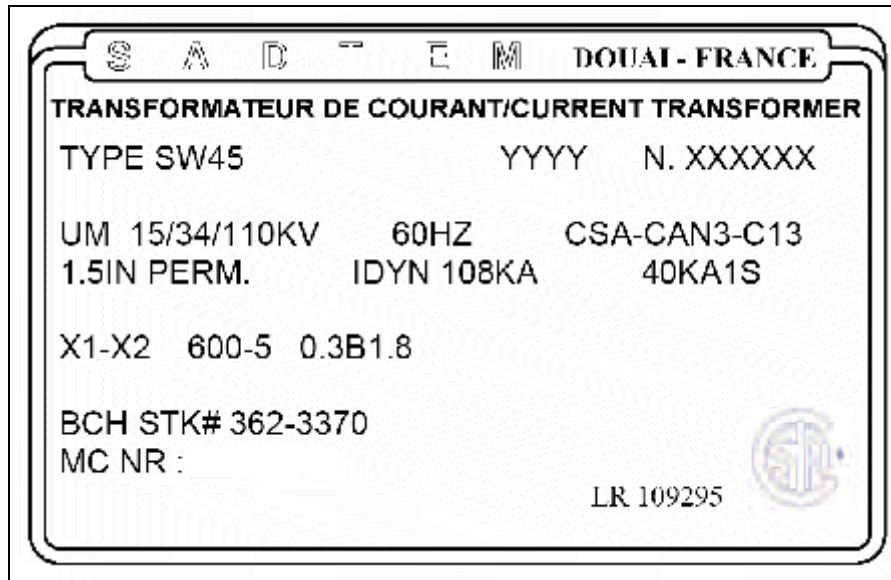 SADTEM DOUAI - FRANCE
TRANSFORMATEUR DE COURANT/CURRENT TRANSFORMER
TYPE SW45 YYYY N. XXXXXX
UM 15/34/110KV 60HZ CSA-CAN3-C13
1.5IN PERM. IDYN 108KA 40KA1S
X1-X2 600-5 0.3B1.8
BCH STK# 362-3370
MC NR :
LR 109295